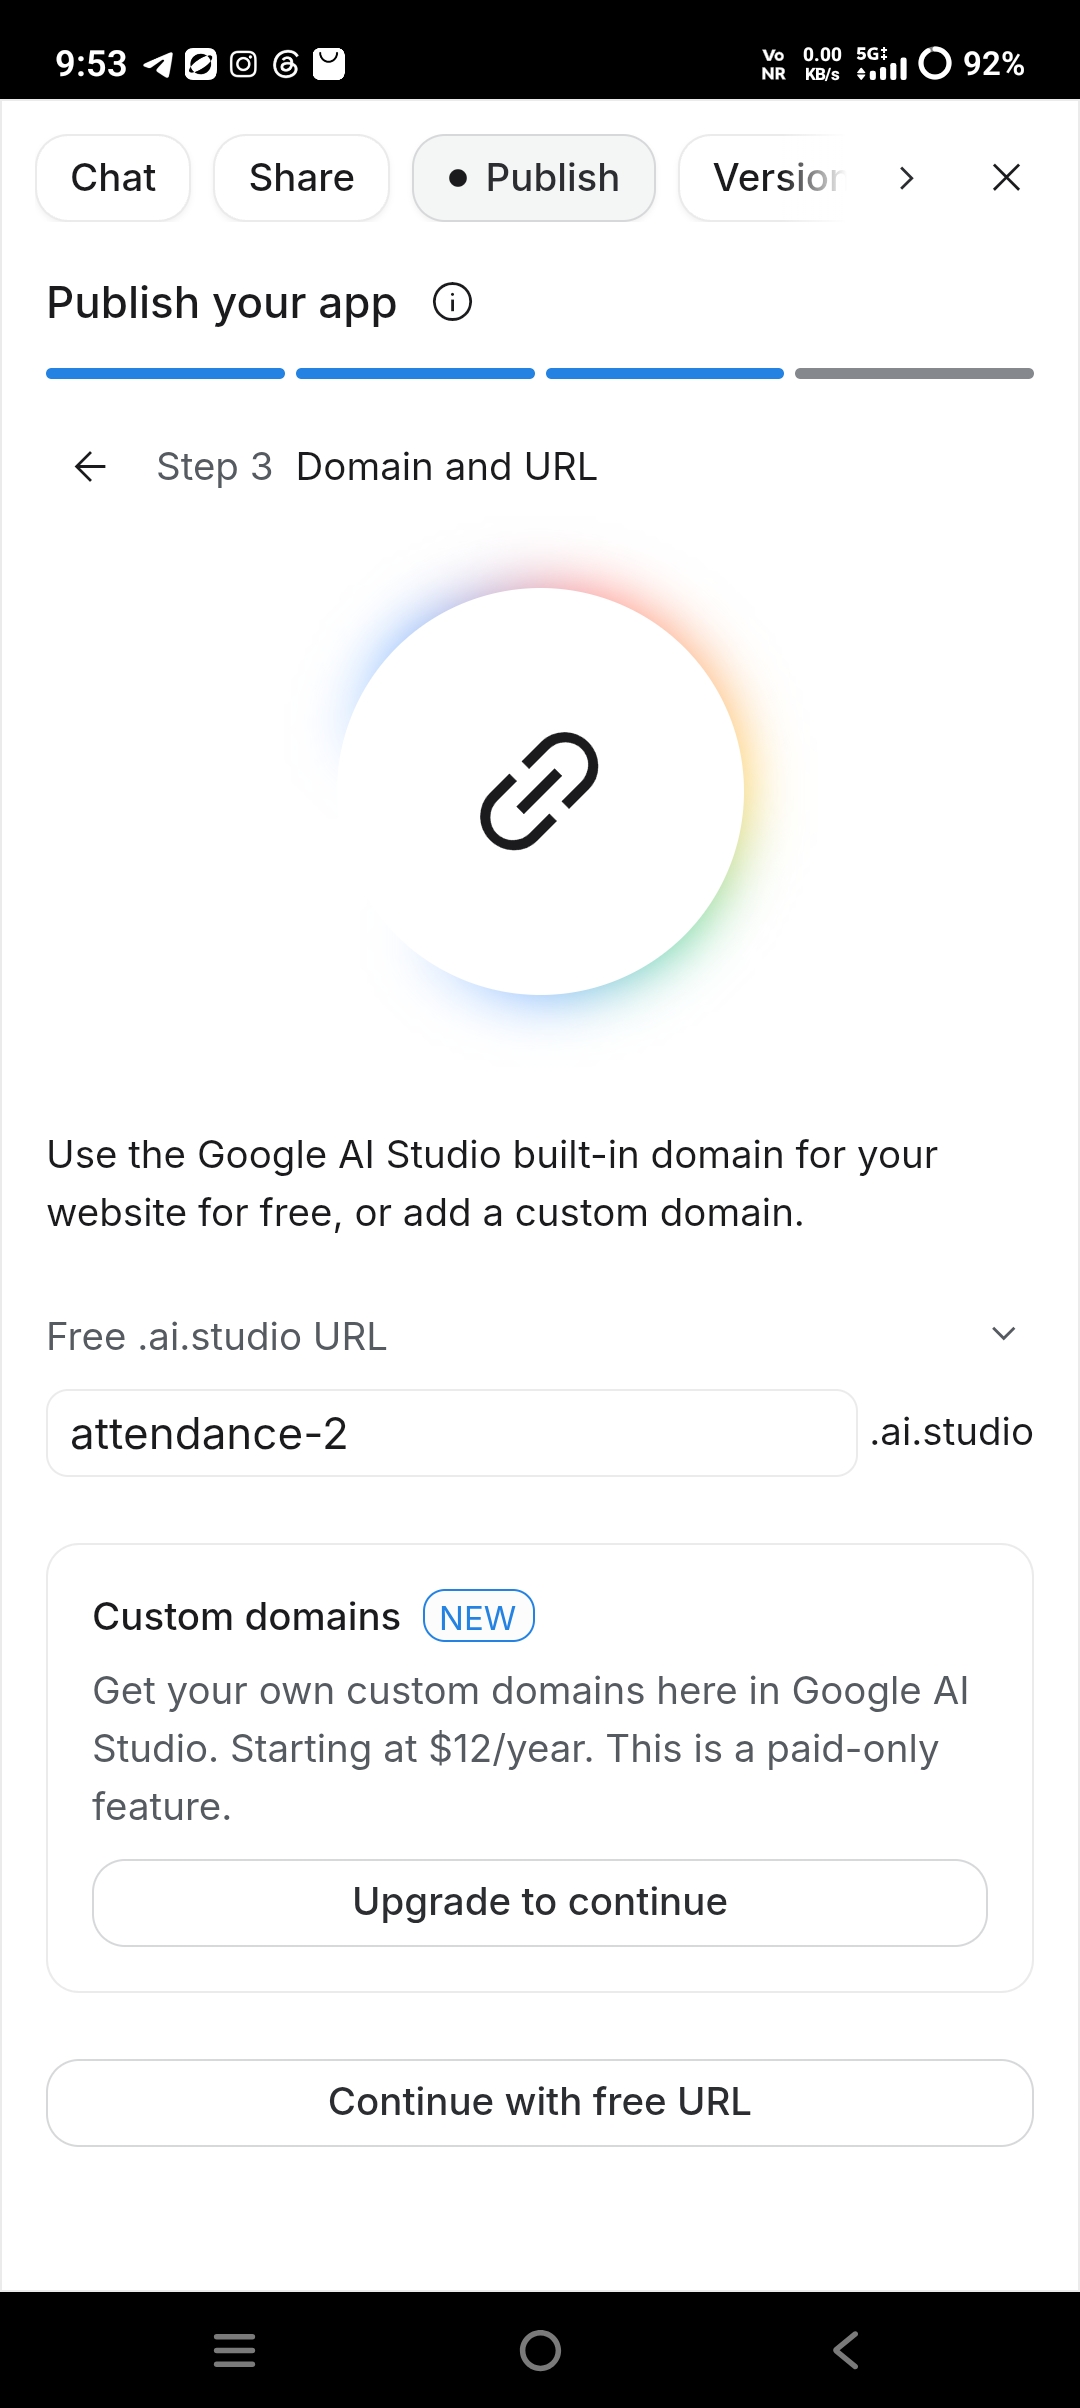 9:53
Vo
NR
0.00
KB/s
5G
92%
Chat
Share
Publish
Version
Publish your app
Step 3 Domain and URL
Use the Google AI Studio built-in domain for your
website for free, or add a custom domain.
Free .ai.studio URL
attendance-2
.ai.studio
Custom domains NEW
Get your own custom domains here in Google AI
Studio. Starting at $12/year. This is a paid-only
feature.
Upgrade to continue
Continue with free URL